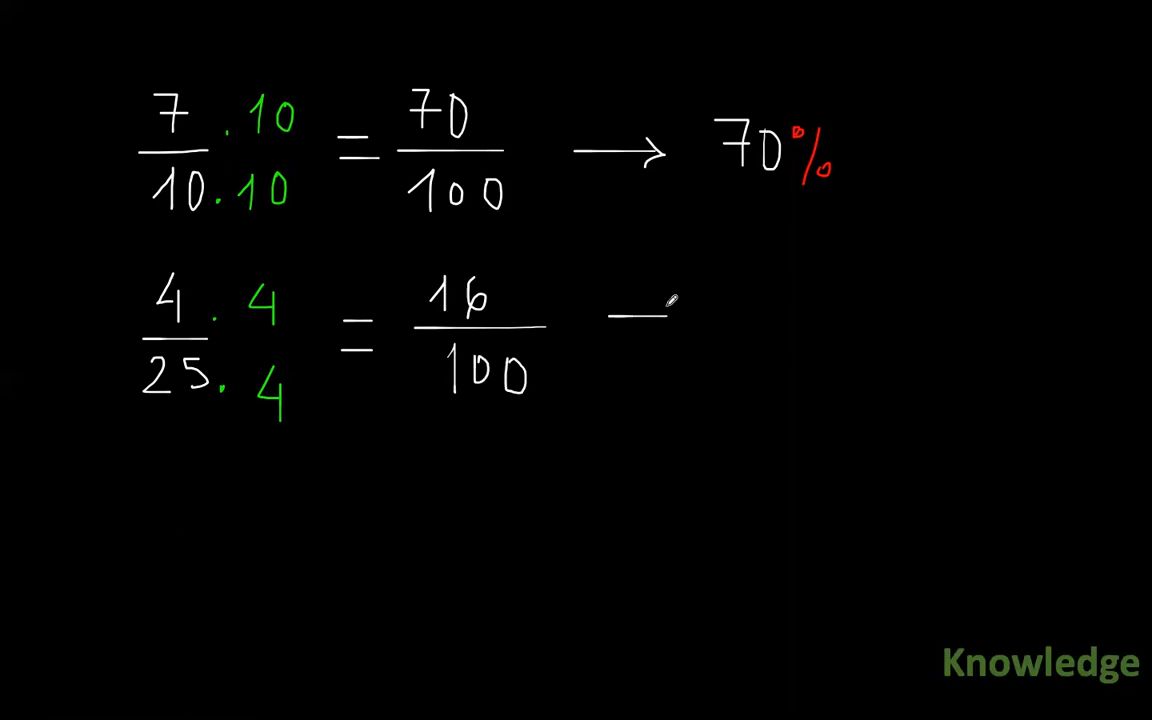 7/10 · 10/· 10 = 70/100 → 70%
4/25 · 4/· 4 = 16/100 —
Knowledge